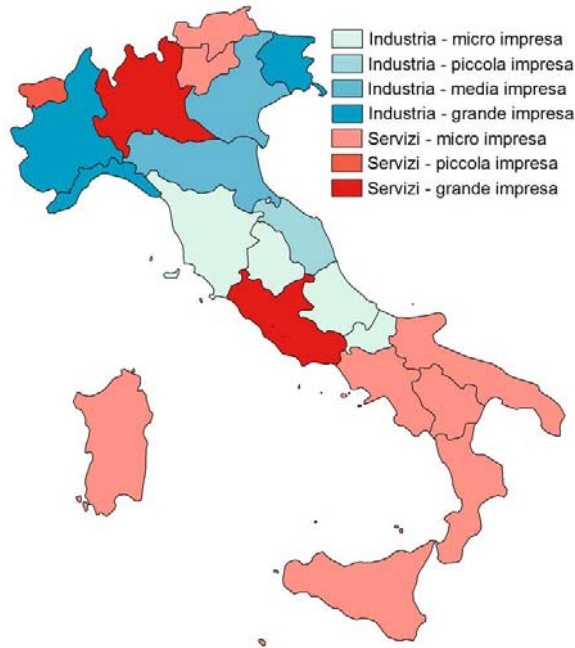 Industria - micro impresa
Industria - piccola impresa
Industria - media impresa
Industria - grande impresa
Servizi - micro impresa
Servizi - piccola impresa
Servizi - grande impresa